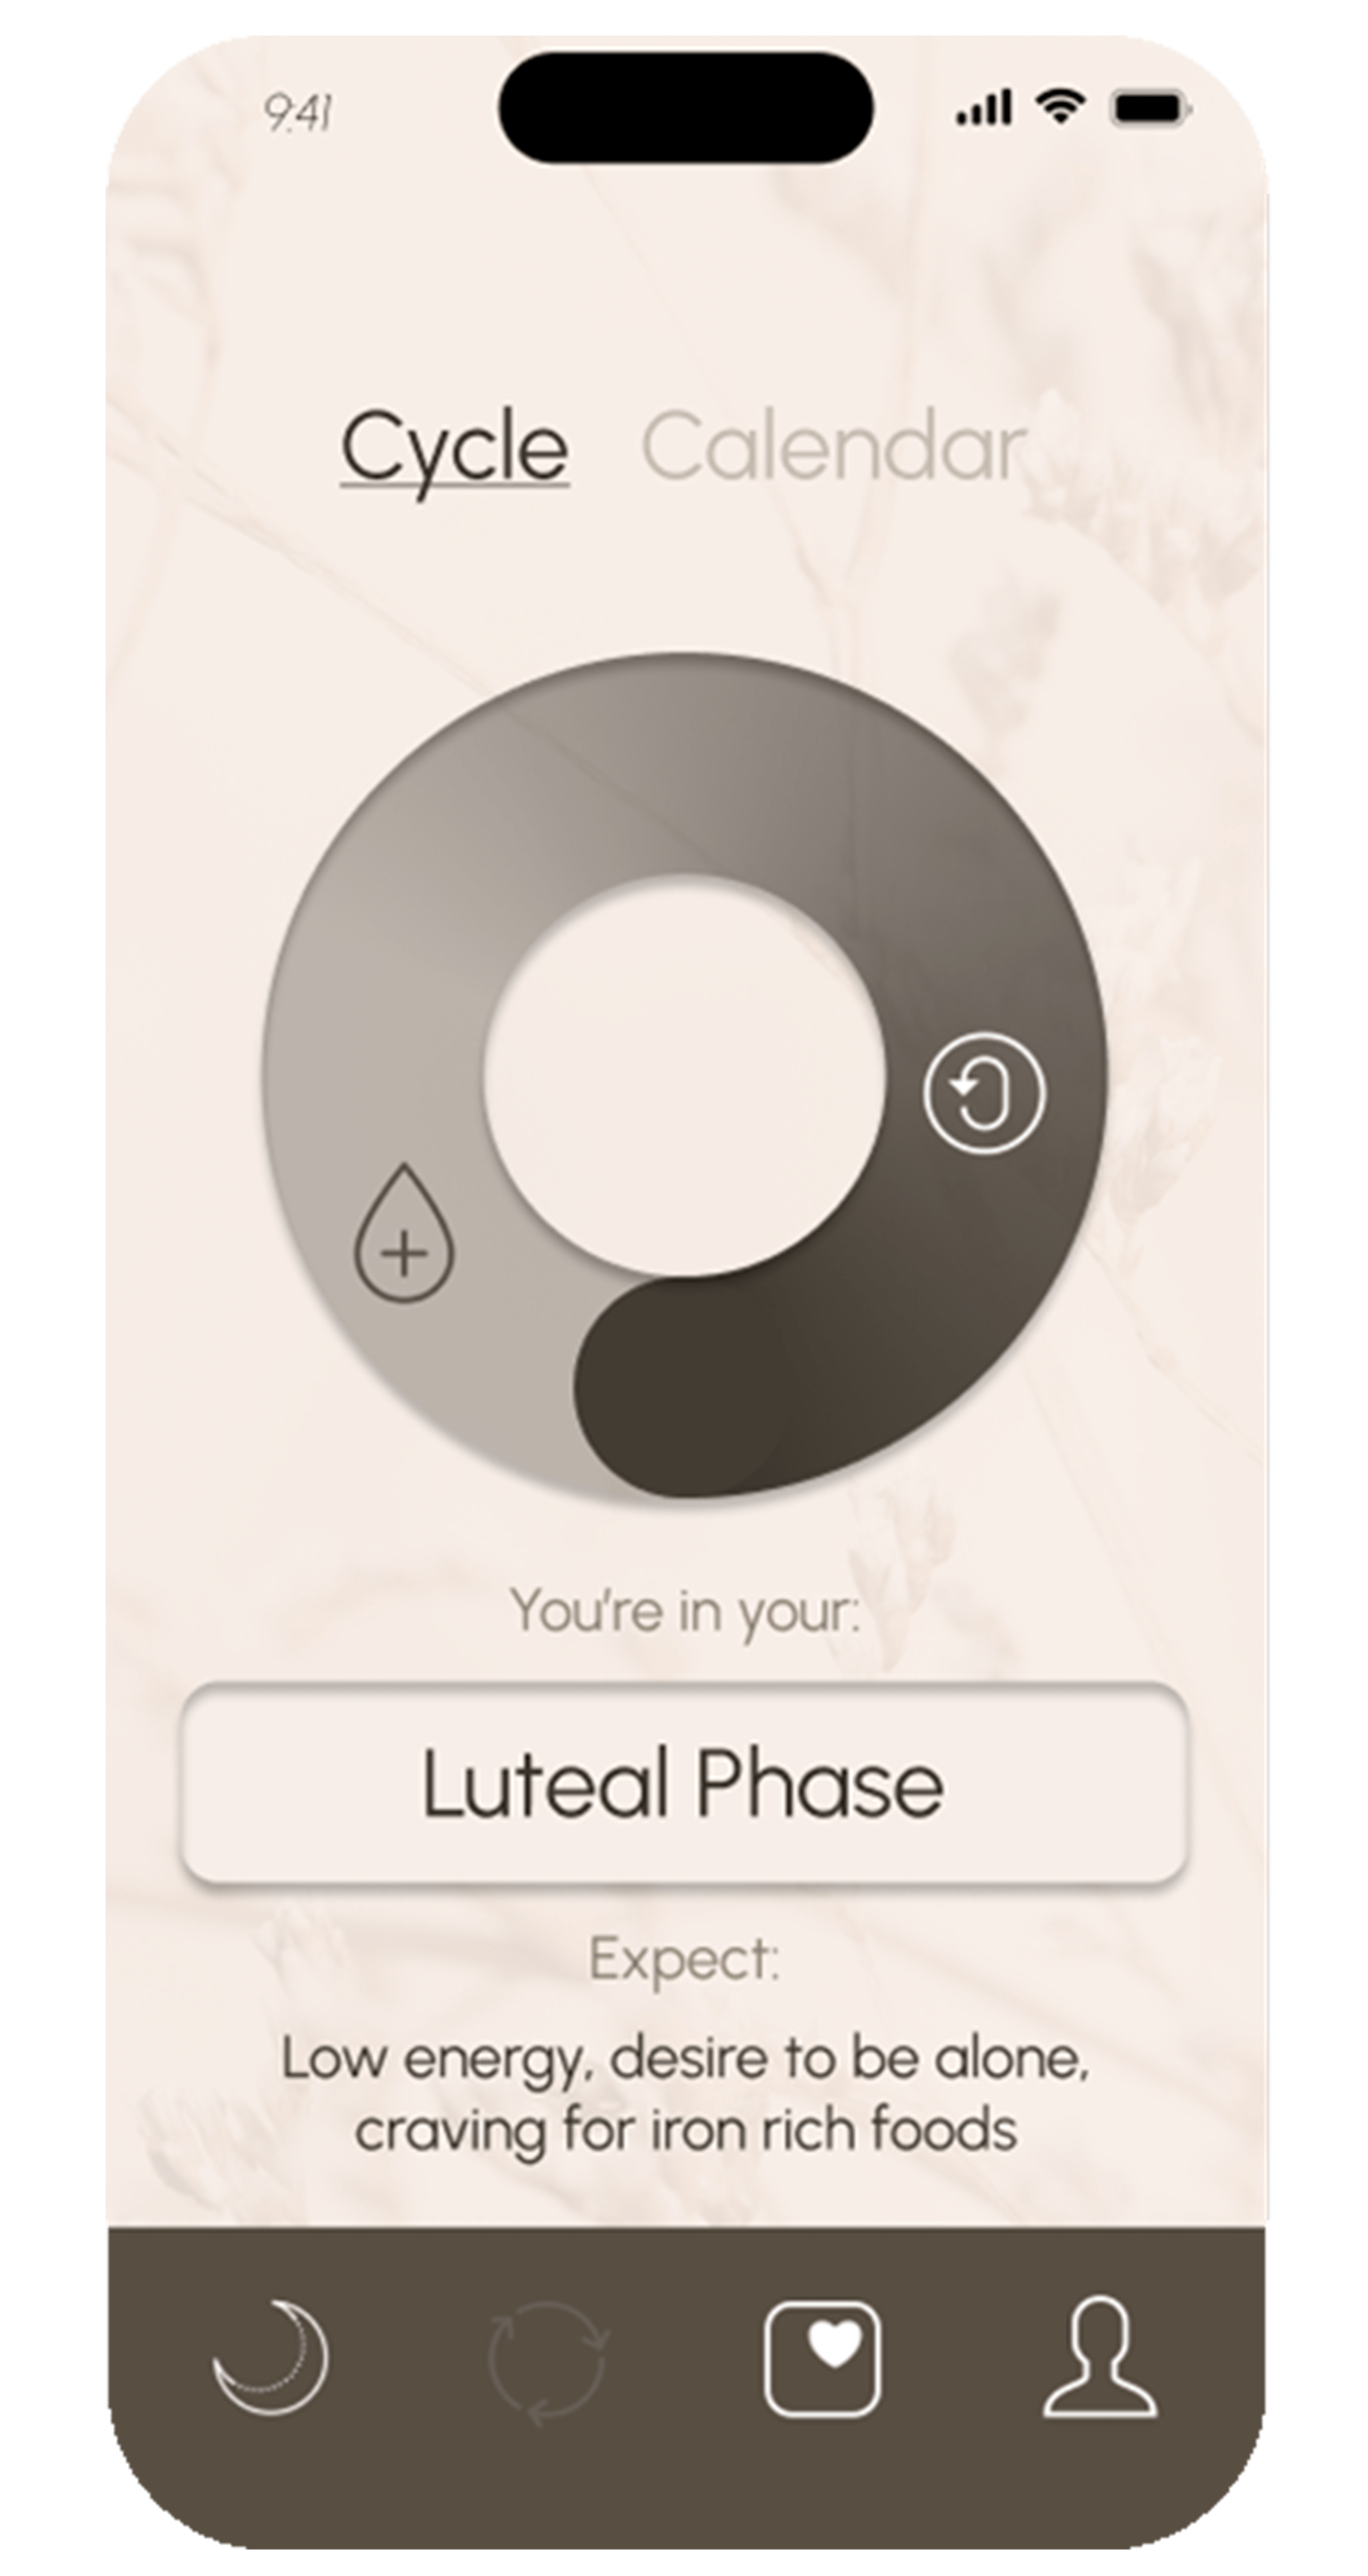 9:41
Cycle Calendar
You're in your:
Luteal Phase
Expect:
Low energy, desire to be alone,
craving for iron rich foods